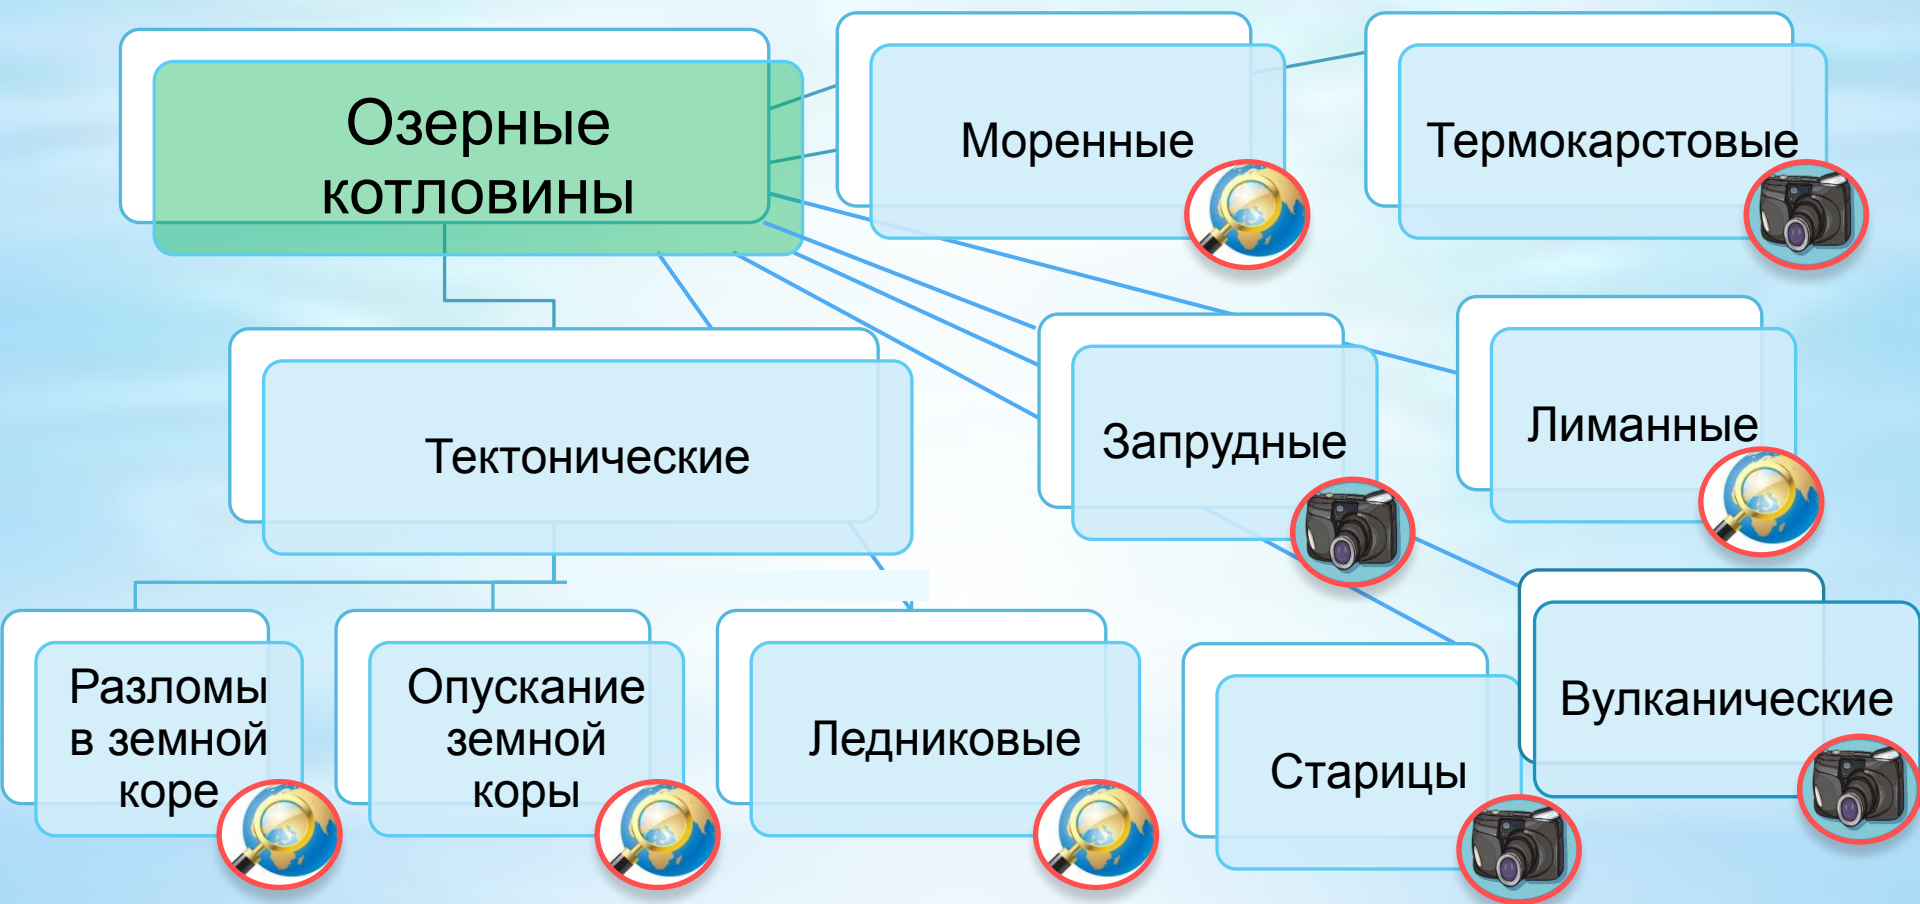 Озерные
котловины
Моренные
Термокарстовые
Тектонические
Запрудные
Лиманные
Разломы
в земной
коре
Опускание
земной
коры
Ледниковые
Старицы
Вулканические